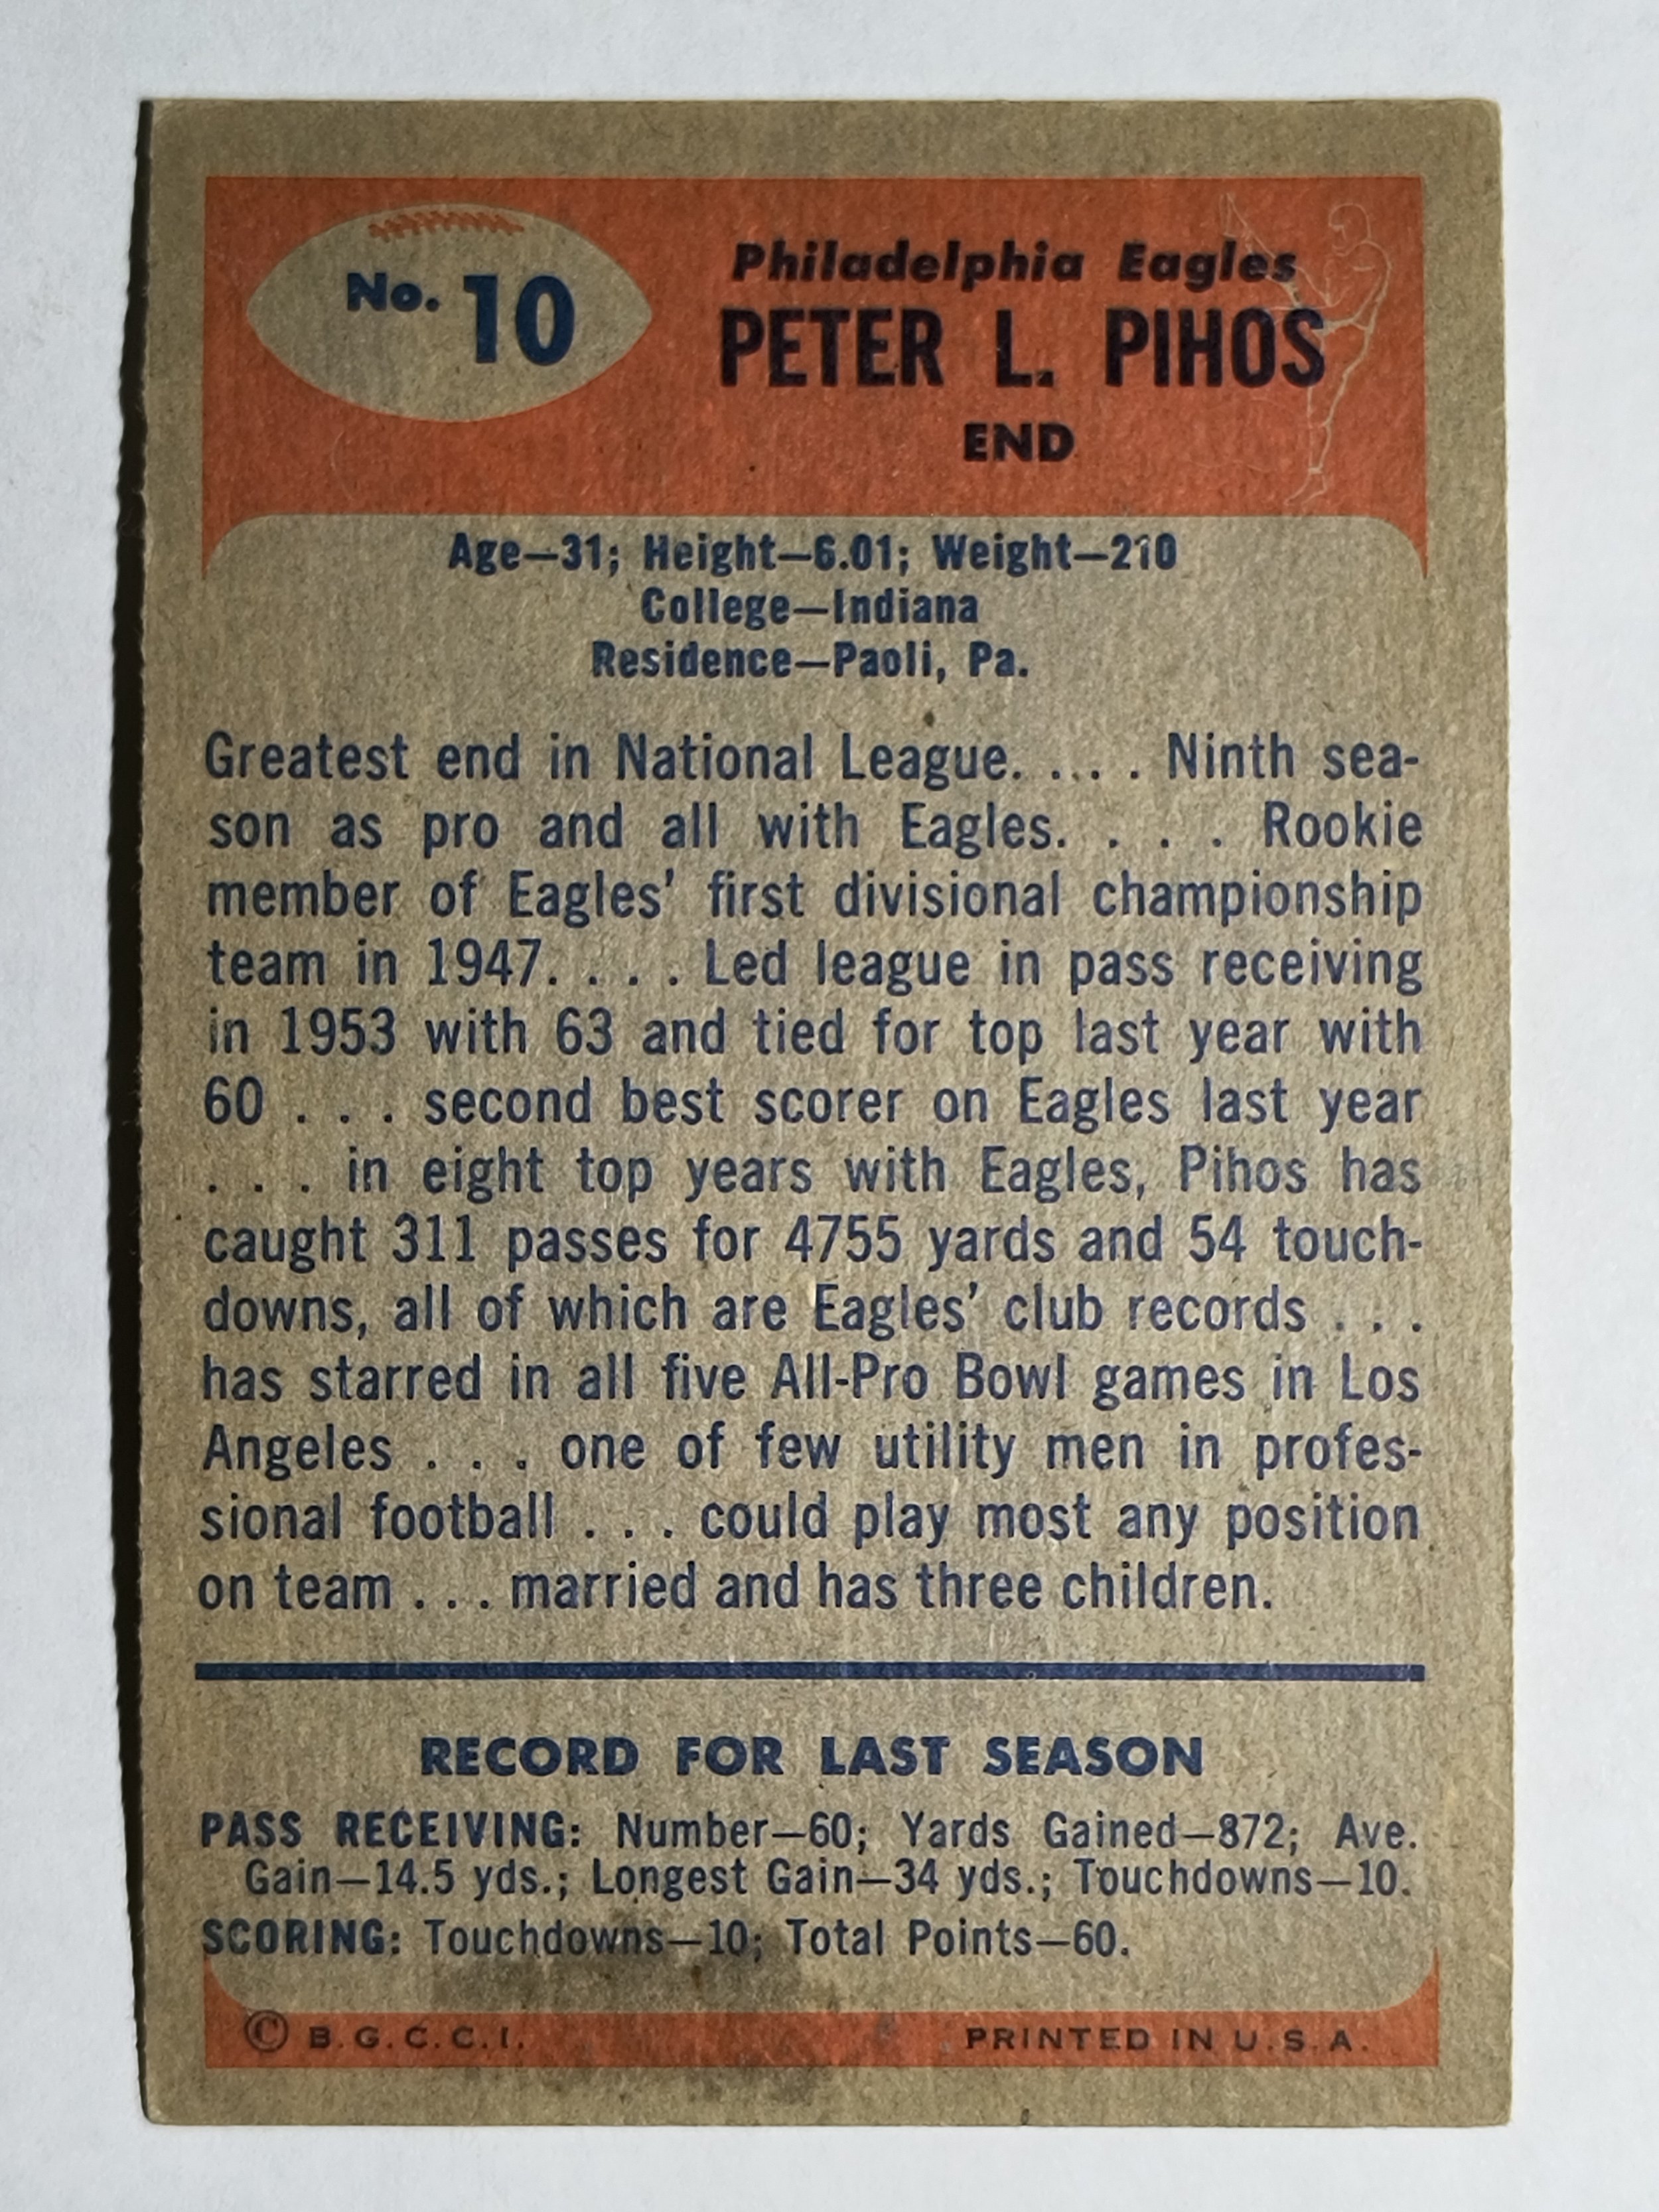 No. 10
Philadelphia Eagles
PETER L. PIHOS
END
Age—31; Height—6.01; Weight—210
College—Indiana
Residence—Paoli, Pa.
Greatest end in National League. . . . . Ninth sea-
son as pro and all with Eagles. . . . Rookie
member of Eagles' first divisional championship
team in 1947. . . . Led league in pass receiving
in 1953 with 63 and tied for top last year with
60 . . . second best scorer on Eagles last year
. . . in eight top years with Eagles, Pihos has
caught 311 passes for 4755 yards and 54 touch-
downs, all of which are Eagles' club records . . .
has starred in all five All-Pro Bowl games in Los
Angeles . . . one of few utility men in profes-
sional football . . . could play most any position
on team . . . married and has three children.
RECORD FOR LAST SEASON
PASS RECEIVING: Number—60; Yards Gained—872; Ave.
Gain—14.5 yds.; Longest Gain—34 yds.; Touchdowns—10.
SCORING: Touchdowns—10; Total Points—60.
© B.G.C.C.I. PRINTED IN U.S.A.